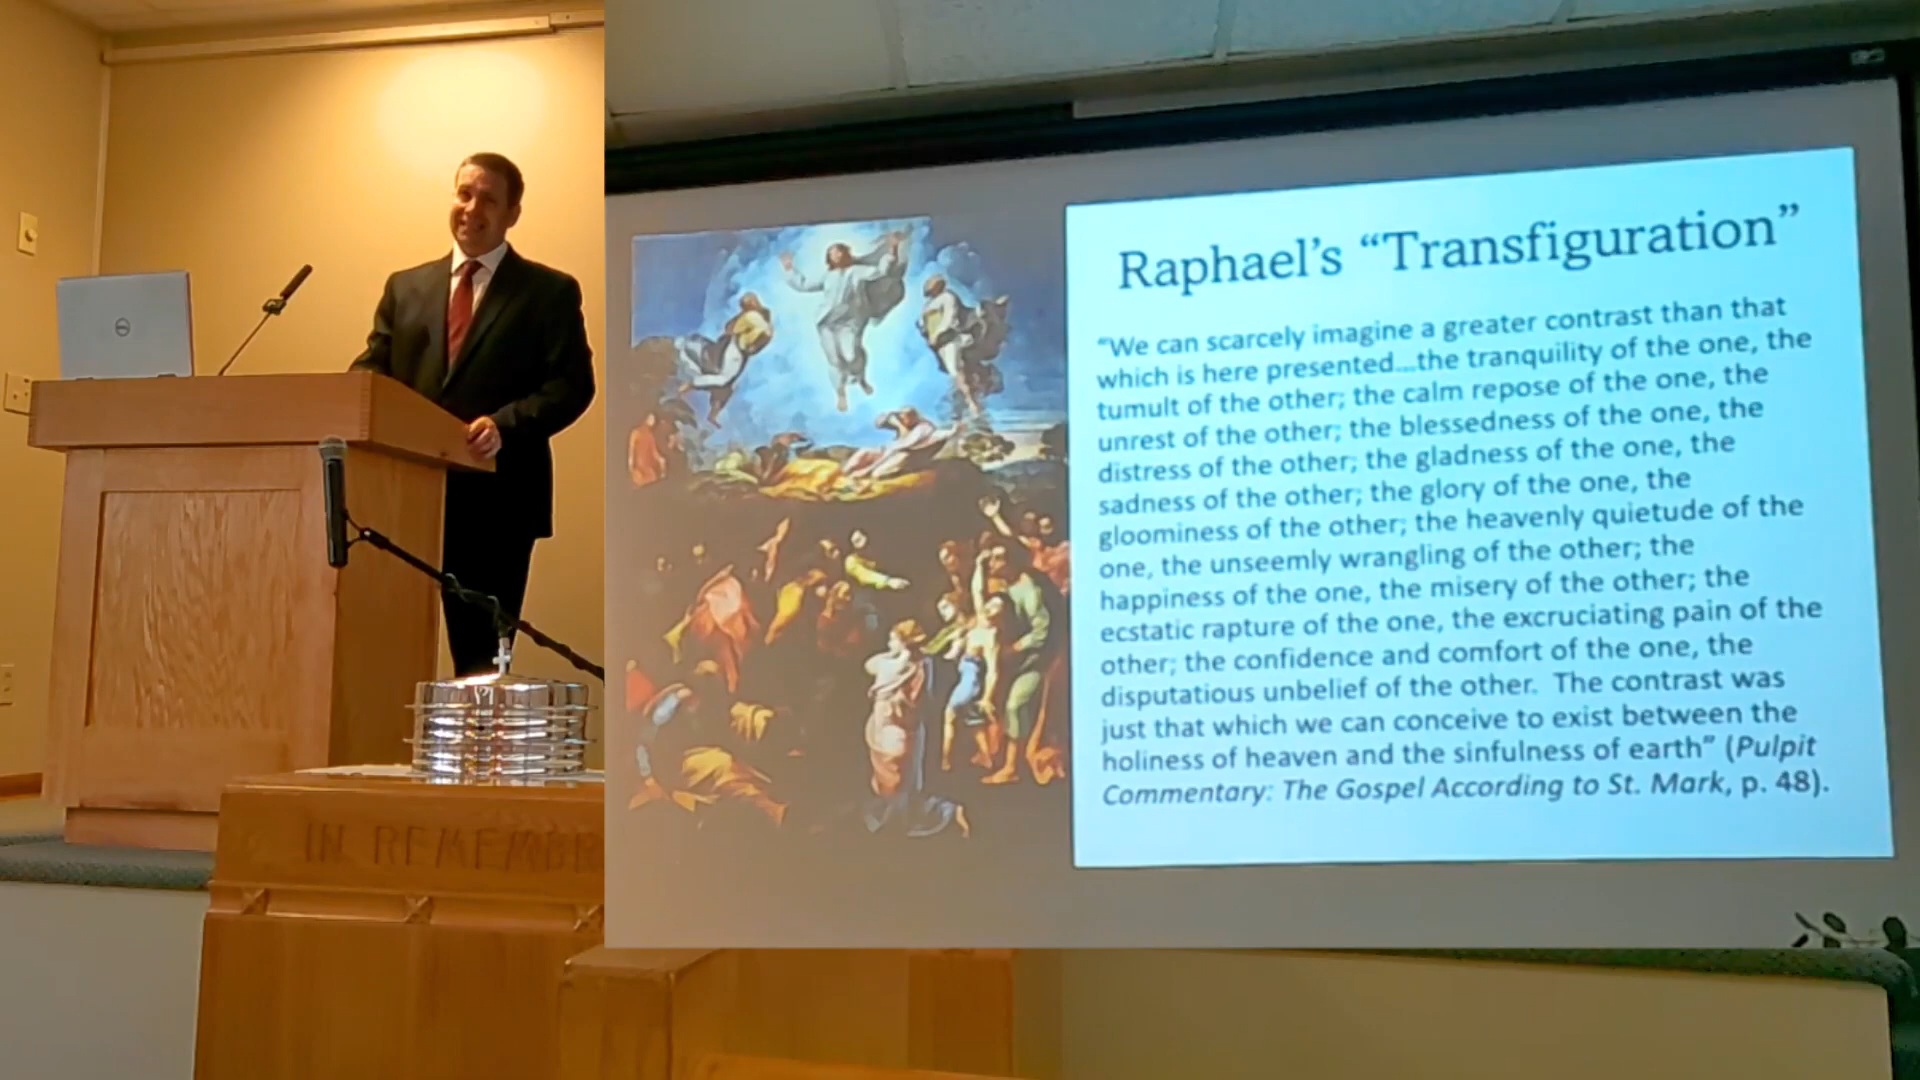 Raphael's “Transfiguration”
“We can scarcely imagine a greater contrast than that
which is here presented...the tranquility of the one, the
tumult of the other; the calm repose of the one, the
unrest of the other; the blessedness of the one, the
distress of the other; the gladness of the one, the
sadness of the other; the glory of the one, the
gloominess of the other; the heavenly quietude of the
one, the unseemly wrangling of the other; the
happiness of the one, the misery of the other; the
ecstatic rapture of the one, the excruciating pain of the
other; the confidence and comfort of the one, the
disputatious unbelief of the other. The contrast was
just that which we can conceive to exist between the
holiness of heaven and the sinfulness of earth” (Pulpit
Commentary: The Gospel According to St. Mark, p. 48).
DELL
IN REMEMBR